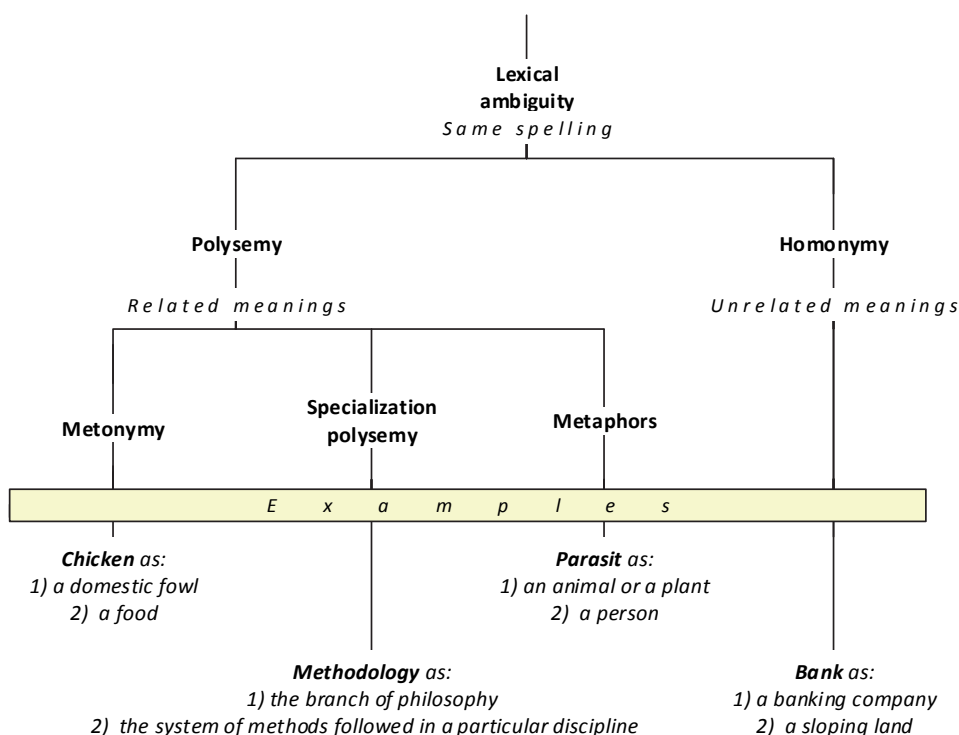 Lexical
ambiguity
Same spelling
Polysemy
Homonymy
Related meanings
Unrelated meanings
Metonymy
Specialization
polysemy
Metaphors
Examples
Chicken as:
1) a domestic fowl
2) a food
Parasit as:
1) an animal or a plant
2) a person
Methodology as:
1) the branch of philosophy
2) the system of methods followed in a particular discipline
Bank as:
1) a banking company
2) a sloping land